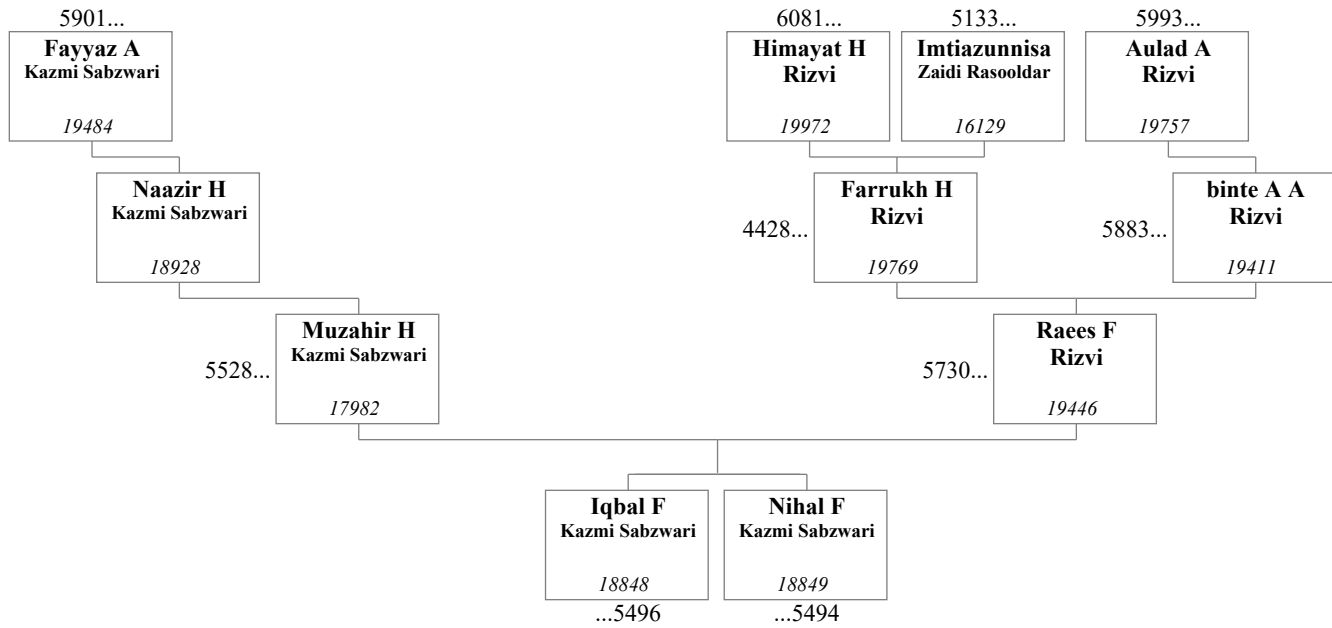 5901...
Fayyaz A
Kazmi Sabzwari
19484
6081...
Himayat H
Rizvi
19972
5133...
Imtiazunnisa
Zaidi Rasooldar
16129
5993...
Aulad A
Rizvi
19757
Naazir H
Kazmi Sabzwari
18928
4428...
Farrukh H
Rizvi
19769
5883...
binte A A
Rizvi
19411
5528...
Muzahir H
Kazmi Sabzwari
17982
5730...
Raees F
Rizvi
19446
Iqbal F
Kazmi Sabzwari
18848
...5496
Nihal F
Kazmi Sabzwari
18849
...5494